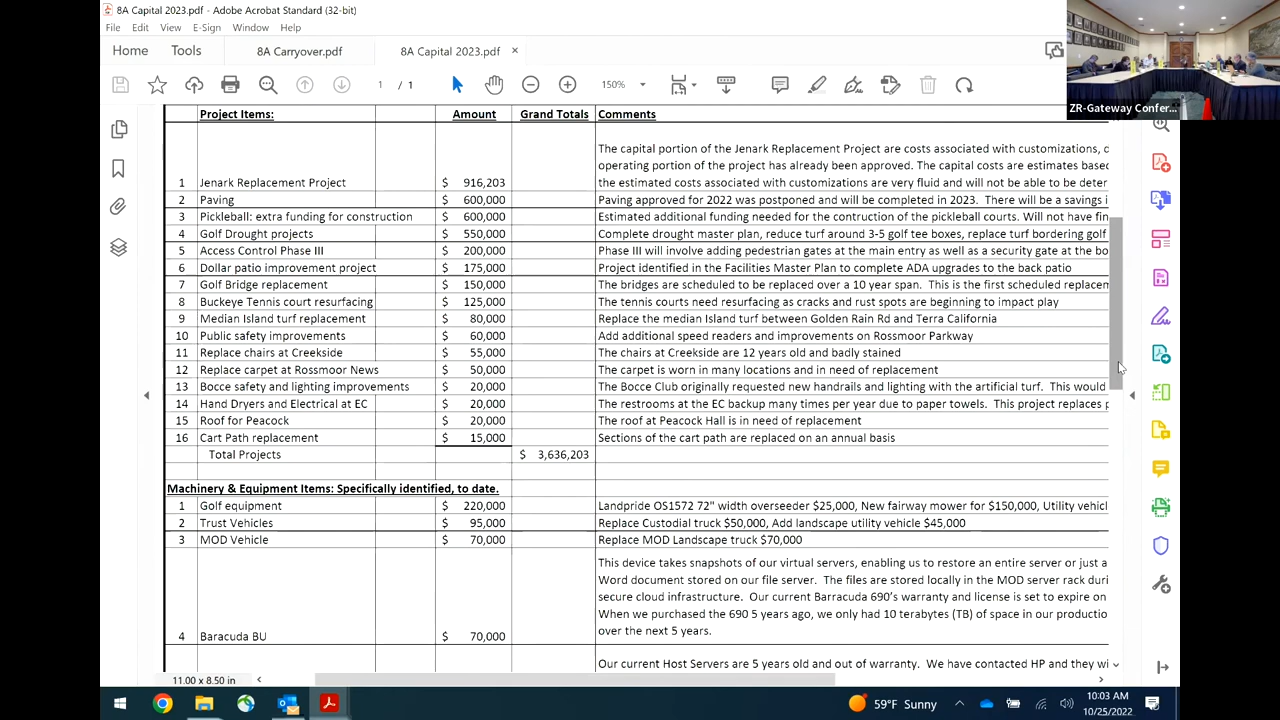 8A Capital 2023.pdf - Adobe Acrobat Standard (32-bit)
File Edit View E-Sign Window Help
Home Tools 8A Carryover.pdf 8A Capital 2023.pdf ×
1 / 1 150%
ZR-Gateway Confer...
Project Items: Amount Grand Totals Comments
The capital portion of the Jenark Replacement Project are costs associated with customizations,
operating portion of the project has already been approved. The capital costs are estimates based
1 Jenark Replacement Project $ 916,203 the estimated costs associated with customizations are very fluid and will not be able to be deter
2 Paving $ 600,000 Paving approved for 2022 was postponed and will be completed in 2023. There will be a savings i
3 Pickleball: extra funding for construction $ 600,000 Estimated additional funding needed for the contruction of the pickleball courts. Will not have fin
4 Golf Drought projects $ 550,000 Complete drought master plan, reduce turf around 3-5 golf tee boxes, replace turf bordering golf
5 Access Control Phase III $ 200,000 Phase III will involve adding pedestrian gates at the main entry as well as a security gate at the bo
6 Dollar patio improvement project $ 175,000 Project identified in the Facilities Master Plan to complete ADA upgrades to the back patio
7 Golf Bridge replacement $ 150,000 The bridges are scheduled to be replaced over a 10 year span. This is the first scheduled replacem
8 Buckeye Tennis court resurfacing $ 125,000 The tennis courts need resurfacing as cracks and rust spots are beginning to impact play
9 Median Island turf replacement $ 80,000 Replace the median Island turf between Golden Rain Rd and Terra California
10 Public safety improvements $ 60,000 Add additional speed readers and improvements on Rossmoor Parkway
11 Replace chairs at Creekside $ 55,000 The chairs at Creekside are 12 years old and badly stained
12 Replace carpet at Rossmoor News $ 50,000 The carpet is worn in many locations and in need of replacement
13 Bocce safety and lighting improvements $ 20,000 The Bocce Club originally requested new handrails and lighting with the artificial turf. This would
14 Hand Dryers and Electrical at EC $ 20,000 The restrooms at the EC backup many times per year due to paper towels. This project replaces p
15 Roof for Peacock $ 20,000 The roof at Peacock Hall is in need of replacement
16 Cart Path replacement $ 15,000 Sections of the cart path are replaced on an annual basis
Total Projects $ 3,636,203
Machinery & Equipment Items: Specifically identified, to date.
1 Golf equipment $ 220,000 Landpride OS1572 72" width overseeder $25,000, New fairway mower for $150,000, Utility vehicl
2 Trust Vehicles $ 95,000 Replace Custodial truck $50,000, Add landscape utility vehicle $45,000
3 MOD Vehicle $ 70,000 Replace MOD Landscape truck $70,000
This device takes snapshots of our virtual servers, enabling us to restore an entire server or just a
Word document stored on our file server. The files are stored locally in the MOD server rack duri
secure cloud infrastructure. Our current Barracuda 690's warranty and license is set to expire on
When we purchased the 690 5 years ago, we only had 10 terabytes (TB) of space in our productio
over the next 5 years.
4 Baracuda BU $ 70,000
Our current Host Servers are 5 years old and out of warranty. We have contacted HP and they wi
11.00 x 8.50 in
59°F Sunny
10:03 AM
10/25/2022